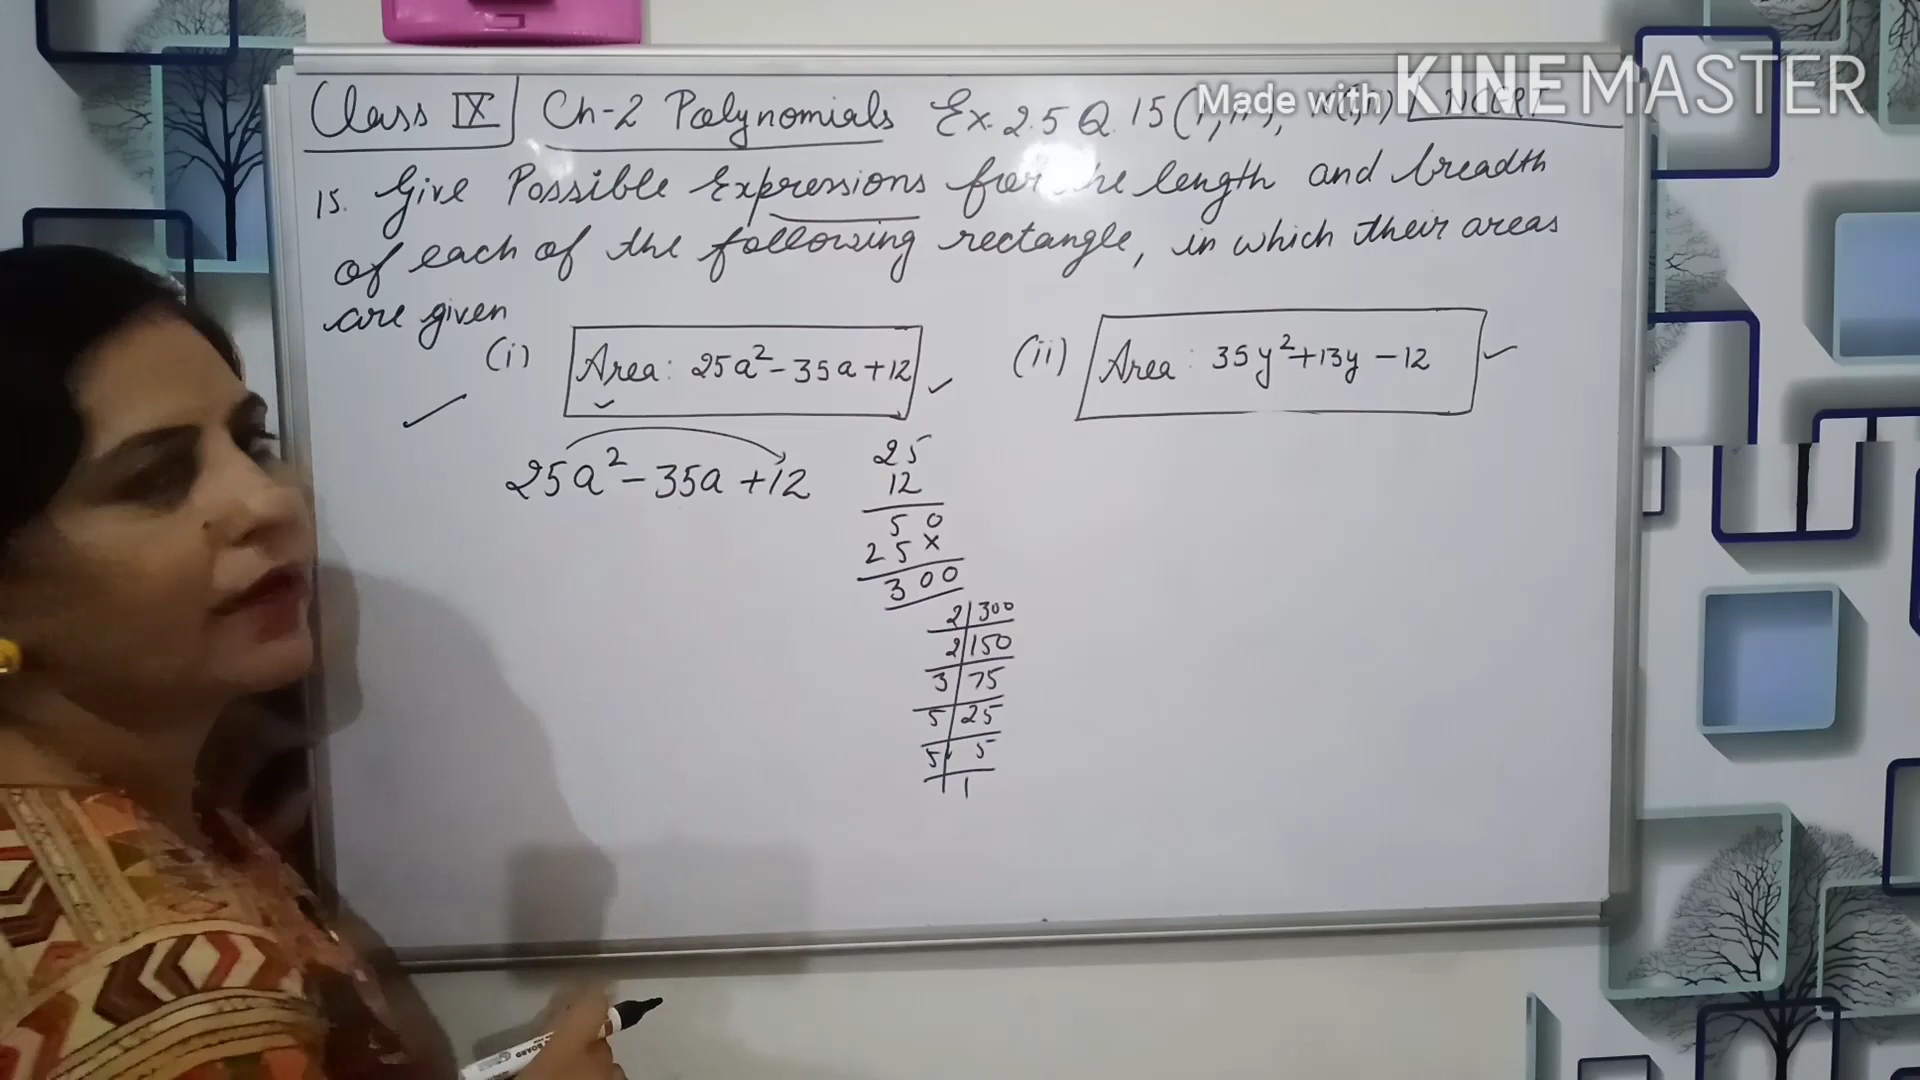 Made with KINEMASTER
Class IX Ch-2 Polynomials Ex. 2.5 Q. 15 (i, ii), NCERT
15. Give Possible Expressions for the length and breadth
of each of the following rectangle, in which their areas
are given
(i) Area: 25a² - 35a + 12 ✓ (ii) Area: 35y² + 13y - 12 ✓
25a² - 35a + 12
25
12
50
25×
300
2|300
2|150
3|75
5|25
5|5
1